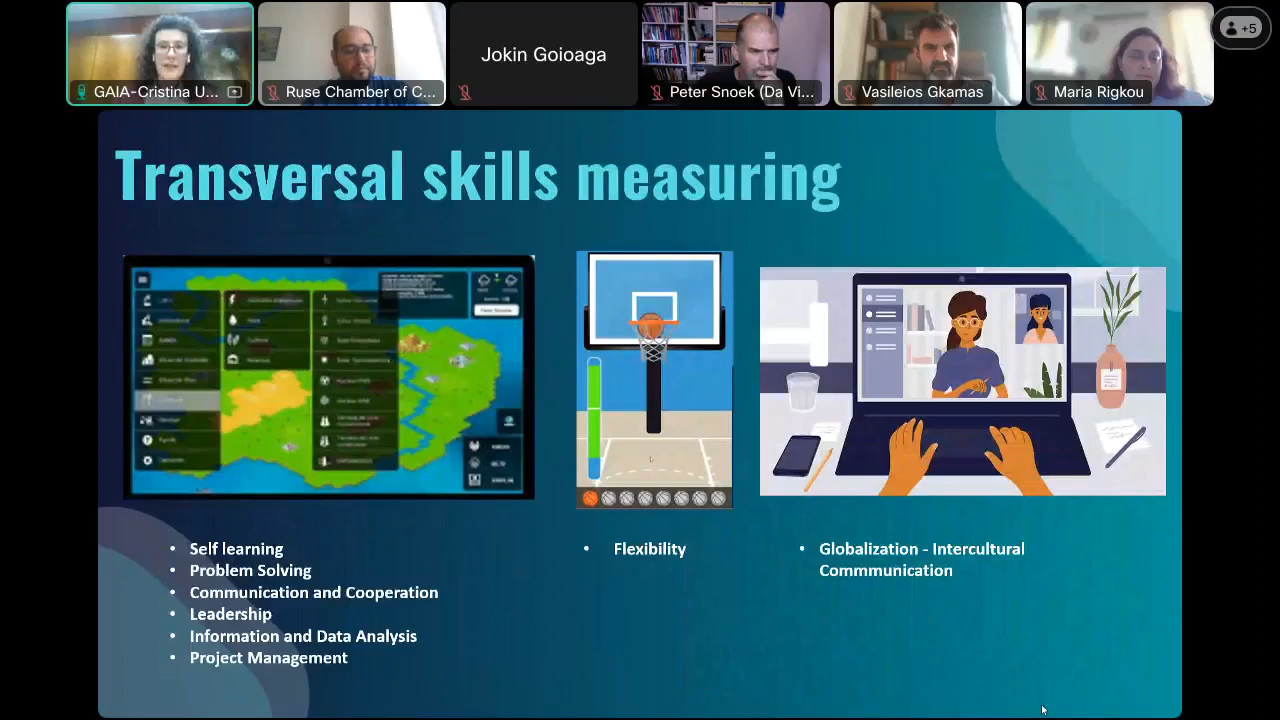 GAIA-Cristina U...
Ruse Chamber of C...
Jokin Goioaga
Peter Snoek (Da Vi...
Vasileios Gkamas
Maria Rigkou
+5
Transversal skills measuring
• Self learning
• Problem Solving
• Communication and Cooperation
• Leadership
• Information and Data Analysis
• Project Management
• Flexibility
• Globalization - Intercultural
Commmunication